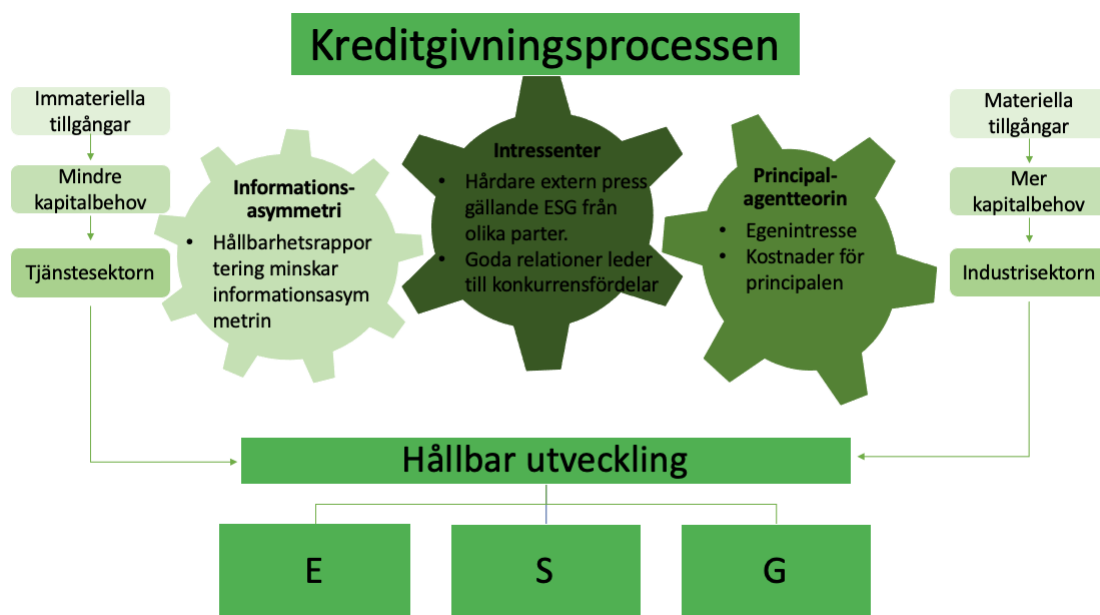 Kreditgivningsprocessen
Immateriella
tillgångar
Mindre
kapitalbehov
Tjänstesektorn
Informations-
asymmetri
• Hållbarhetsrappor
tering minskar
informationsasym
metrin
Intressenter
• Hårdare extern press
gällande ESG från
olika parter.
• Goda relationer leder
till konkurrensfördelar
Principal-
agentteorin
• Egenintresse
• Kostnader för
principalen
Materiella
tillgångar
Mer
kapitalbehov
Industrisektorn
Hållbar utveckling
E
S
G